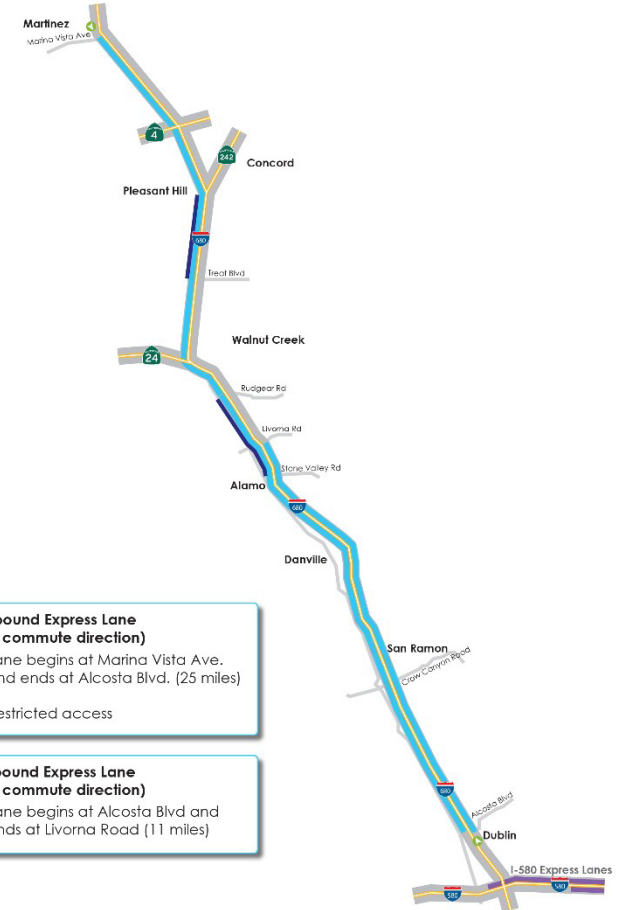 Martinez
Marina Vista Ave
4
242
Concord
Pleasant Hill
680
Treat Blvd
Walnut Creek
24
Rudgear Rd
Livorna Rd
Stone Valley Rd
Alamo
680
Danville
San Ramon
Crow Canyon Road
680
Alcosta Blvd
Dublin
I-580 Express Lanes
580
580
bound Express Lane
commute direction)
ane begins at Marina Vista Ave.
nd ends at Alcosta Blvd. (25 miles)
estricted access
bound Express Lane
commute direction)
ane begins at Alcosta Blvd and
nds at Livorna Road (11 miles)